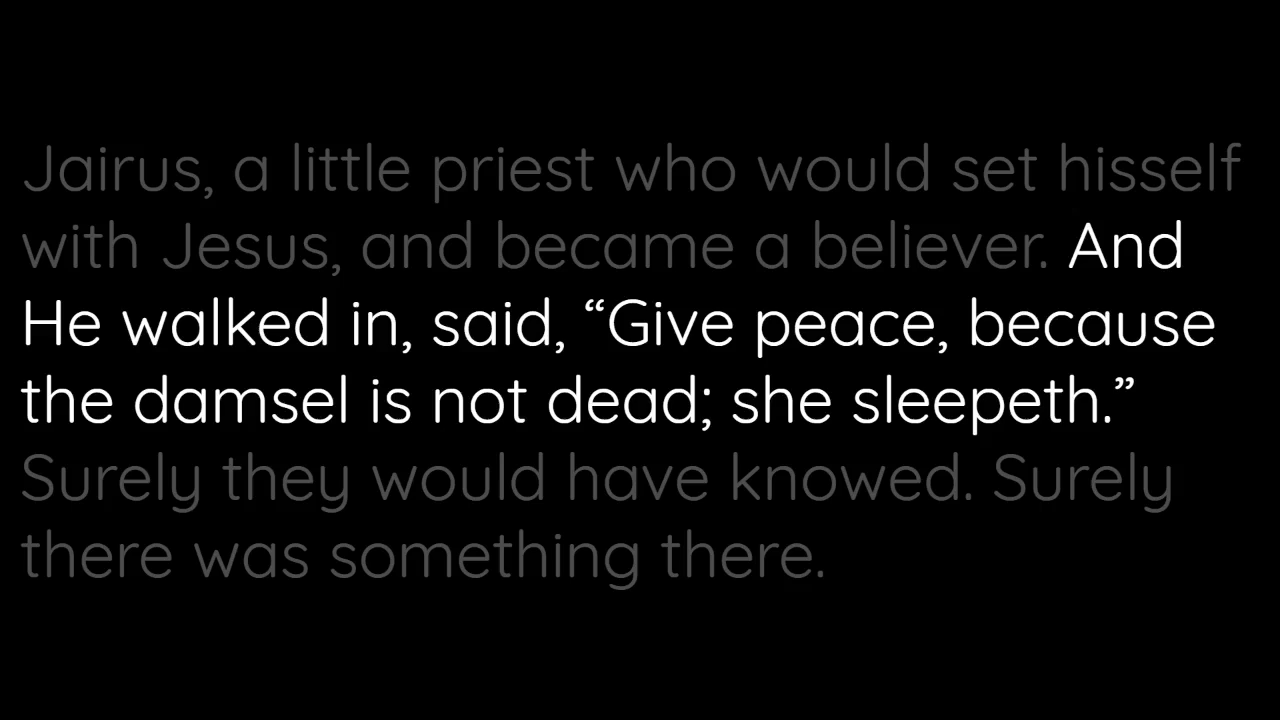 Jairus, a little priest who would set hisself
with Jesus, and became a believer. And
He walked in, said, “Give peace, because
the damsel is not dead; she sleepeth.”
Surely they would have knowed. Surely
there was something there.